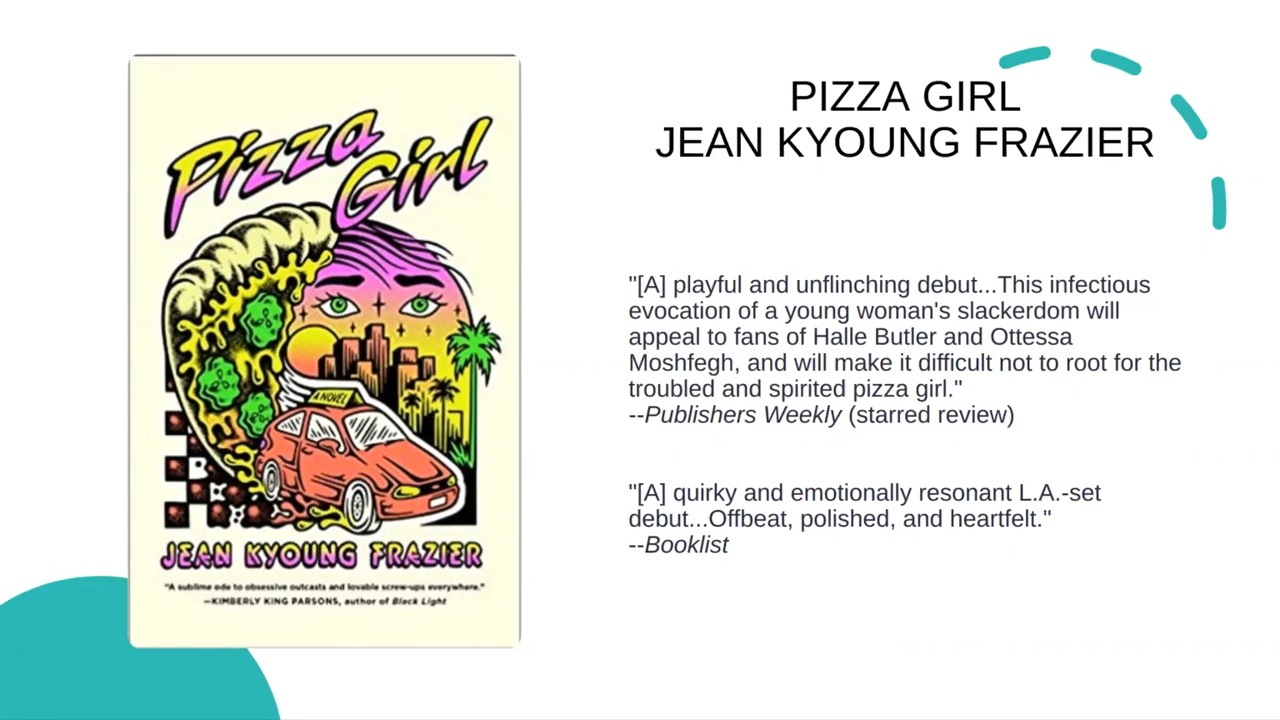 Pizza
Girl
A NOVEL
JEAN KYOUNG FRAZIER
"A sublime ode to obsessive outcasts and lovable screw-ups everywhere."
—KIMBERLY KING PARSONS, author of Black Light
PIZZA GIRL
JEAN KYOUNG FRAZIER
"[A] playful and unflinching debut...This infectious
evocation of a young woman's slackerdom will
appeal to fans of Halle Butler and Ottessa
Moshfegh, and will make it difficult not to root for the
troubled and spirited pizza girl."
--Publishers Weekly (starred review)
"[A] quirky and emotionally resonant L.A.-set
debut...Offbeat, polished, and heartfelt."
--Booklist